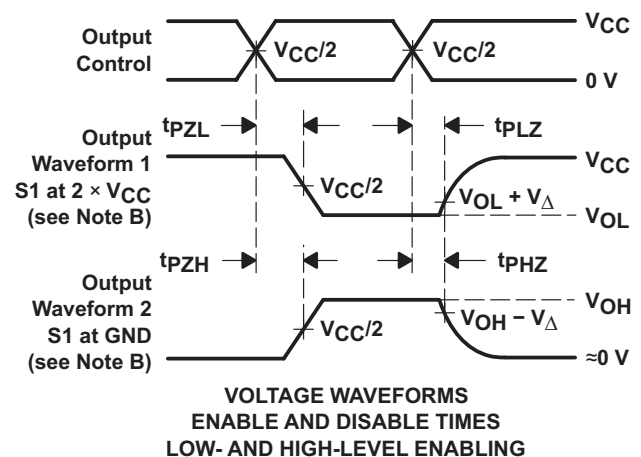 Output
Control
VCC/2
VCC/2
VCC
0 V
tPZL
tPLZ
Output
Waveform 1
S1 at 2 × VCC
(see Note B)
VCC/2
VCC
VOL + VΔ
VOL
tPZH
tPHZ
Output
Waveform 2
S1 at GND
(see Note B)
VCC/2
VOH
VOH − VΔ
≈0 V
VOLTAGE WAVEFORMS
ENABLE AND DISABLE TIMES
LOW- AND HIGH-LEVEL ENABLING